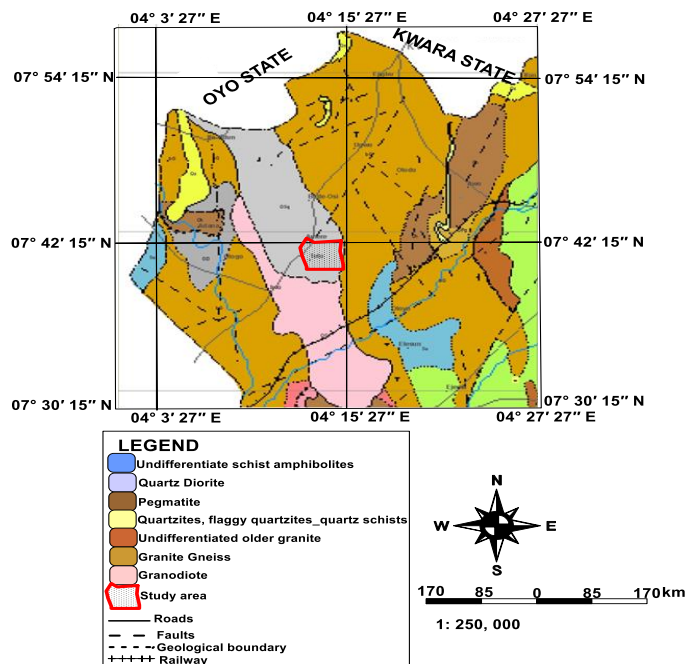 04° 3′ 27″ E 04° 15′ 27″ E 04° 27′ 27″ E
OYO STATE
KWARA STATE
07° 54′ 15″ N 07° 54′ 15″ N
07° 42′ 15″ N 07° 42′ 15″ N
07° 30′ 15″ N 07° 30′ 15″ N
04° 3′ 27″ E 04° 15′ 27″ E 04° 27′ 27″ E
LEGEND
Undifferentiate schist amphibolites
Quartz Diorite
Pegmatite
Quartzites, flaggy quartzites_quartz schists
Undifferentiated older granite
Granite Gneiss
Granodiote
Study area
Roads
Faults
Geological boundary
Railway
N
W E
S
170 85 0 85 170 km
1: 250, 000